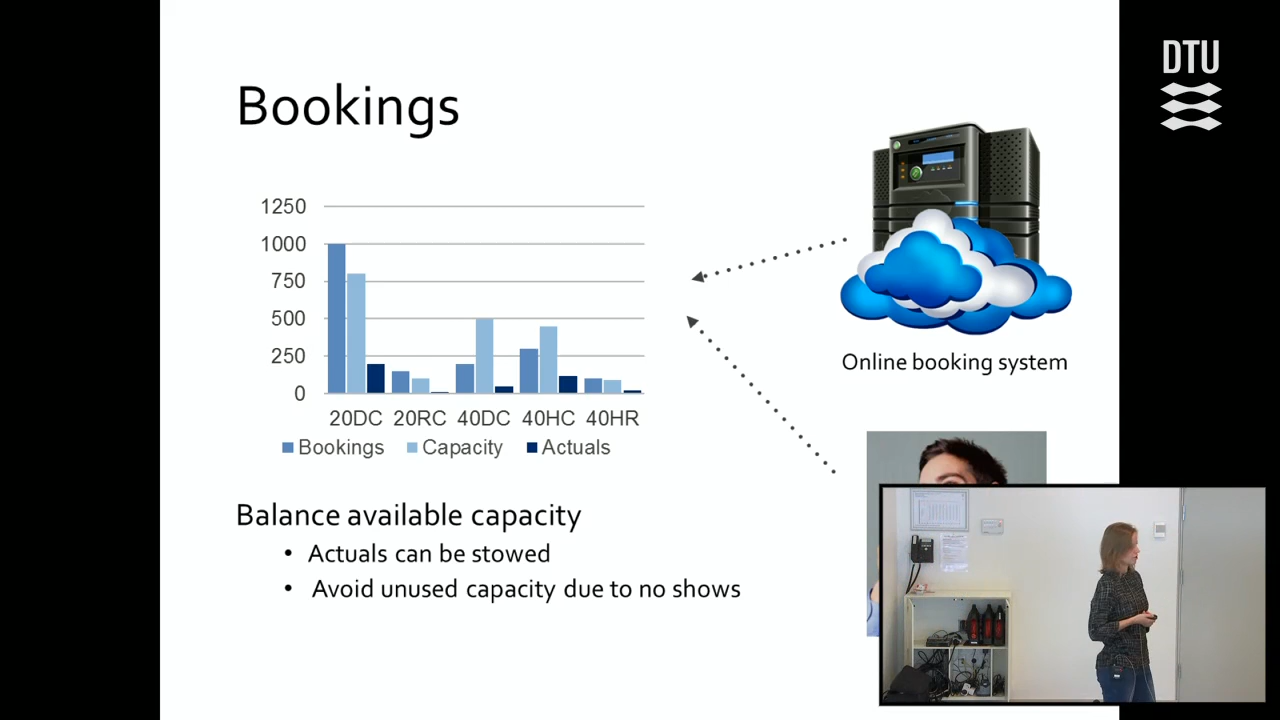 Bookings
DTU
1250
1000
750
500
250
0
20DC 20RC 40DC 40HC 40HR
Bookings Capacity Actuals
Online booking system
Balance available capacity
• Actuals can be stowed
• Avoid unused capacity due to no shows